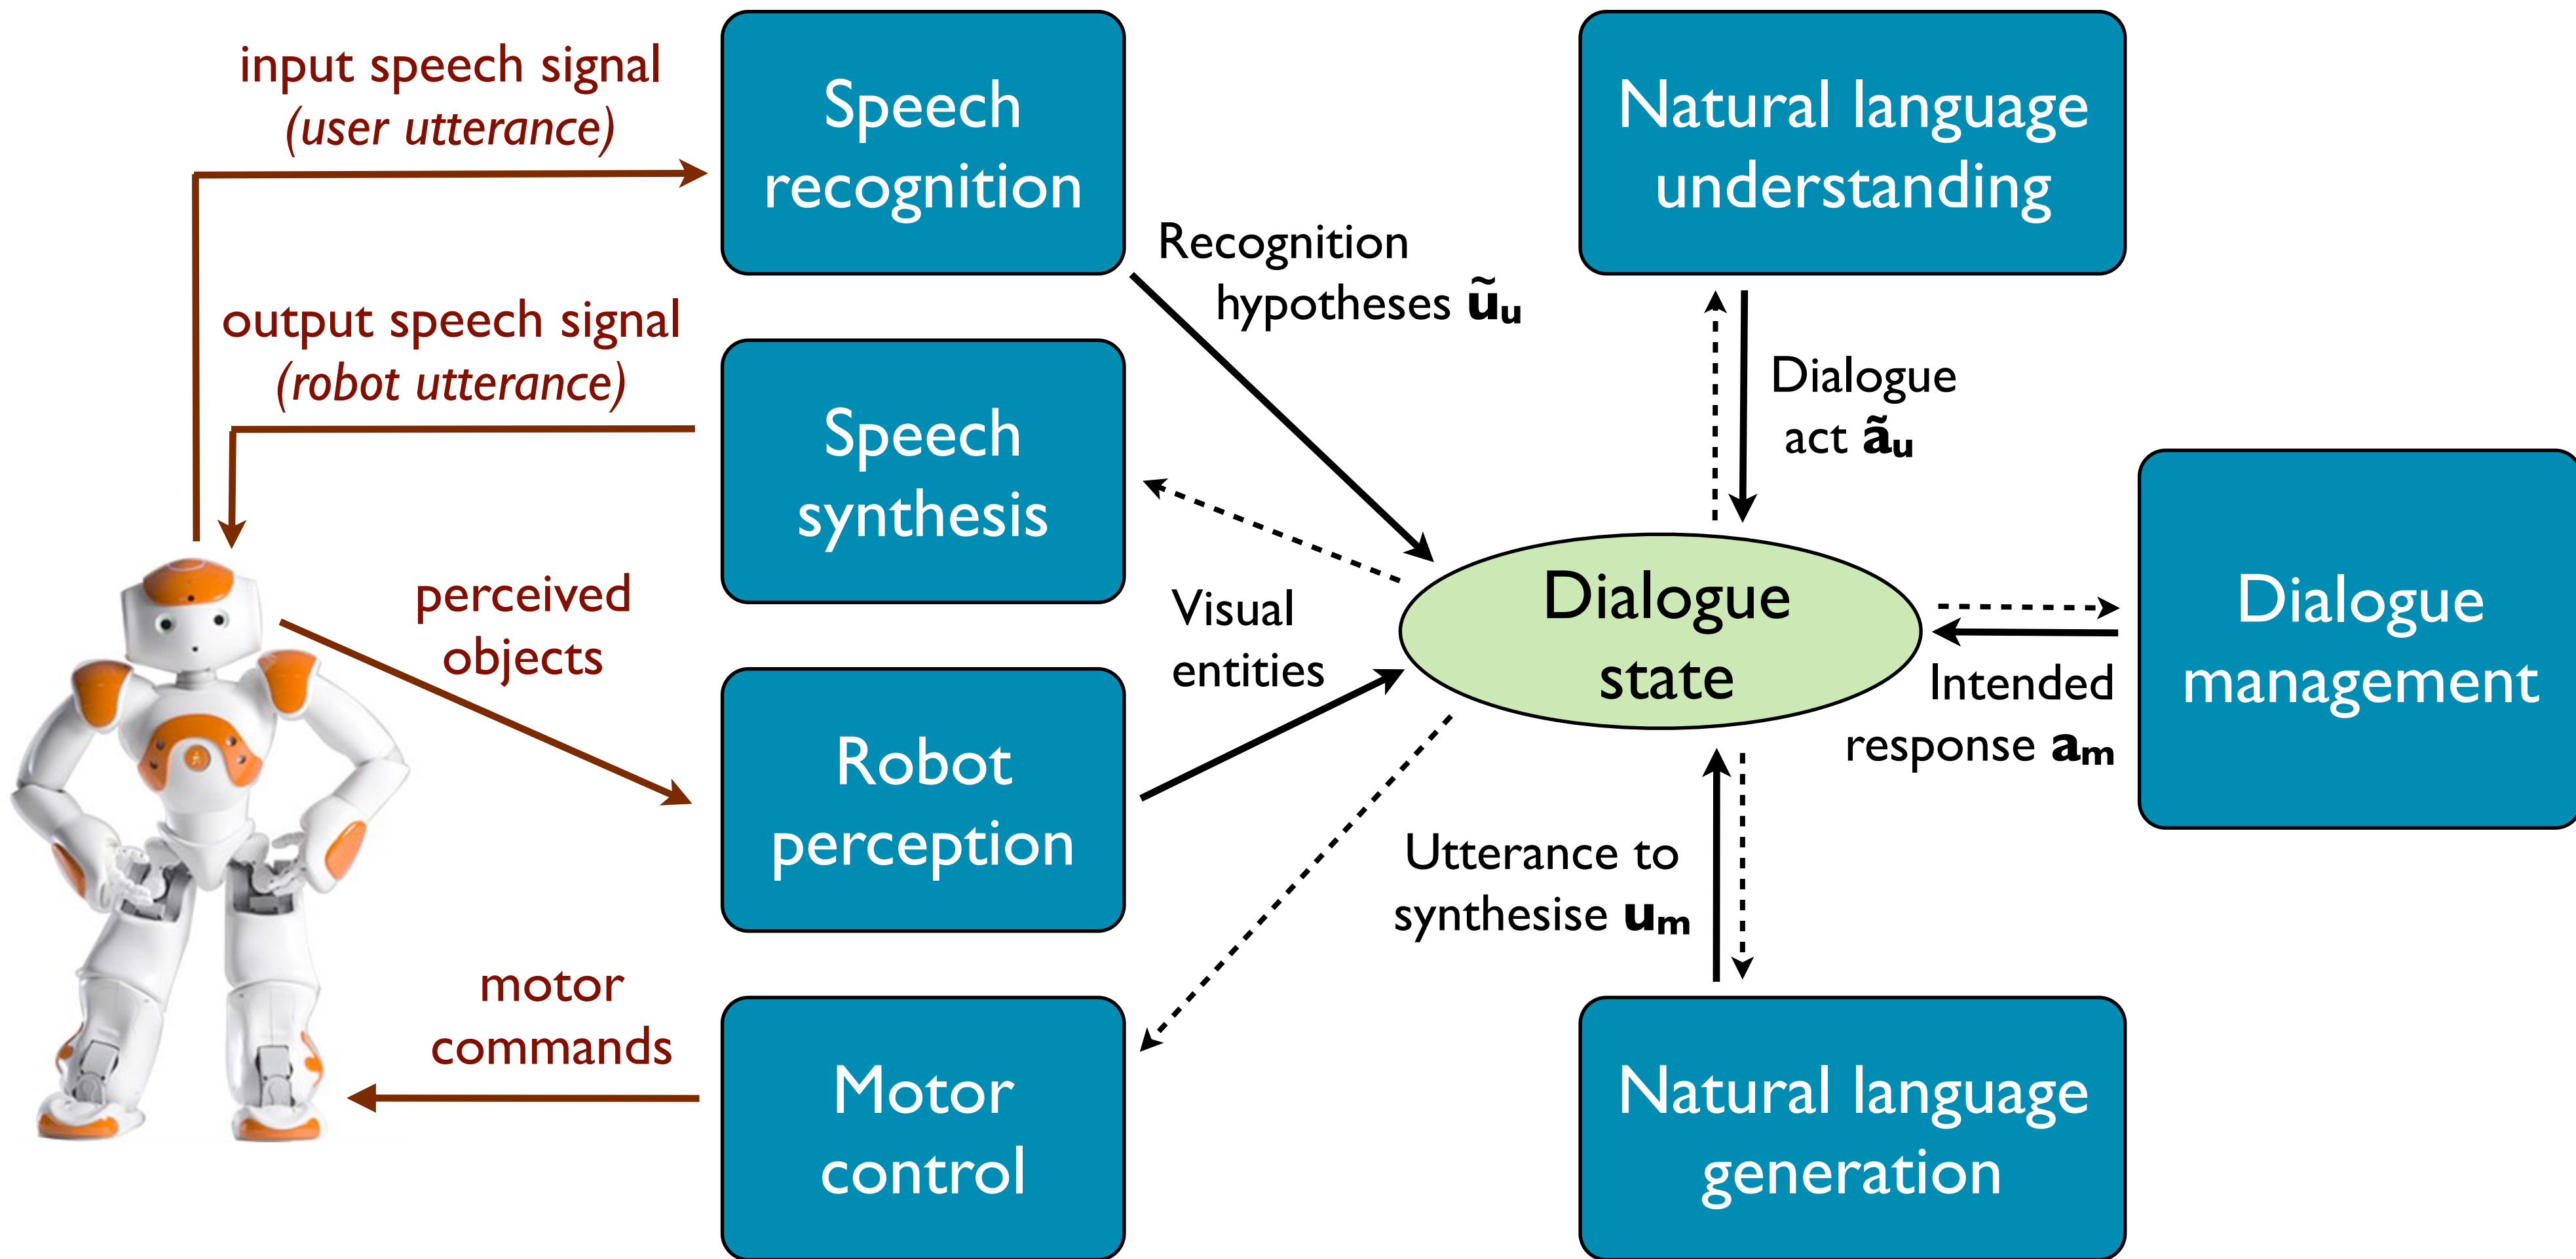 input speech signal
(user utterance)
Speech
recognition
Natural language
understanding
Recognition
hypotheses ũu
output speech signal
(robot utterance)
Speech
synthesis
Dialogue
act ãu
perceived
objects
Visual
entities
Dialogue
state
Dialogue
management
Intended
response am
Robot
perception
Utterance to
synthesise um
motor
commands
Motor
control
Natural language
generation